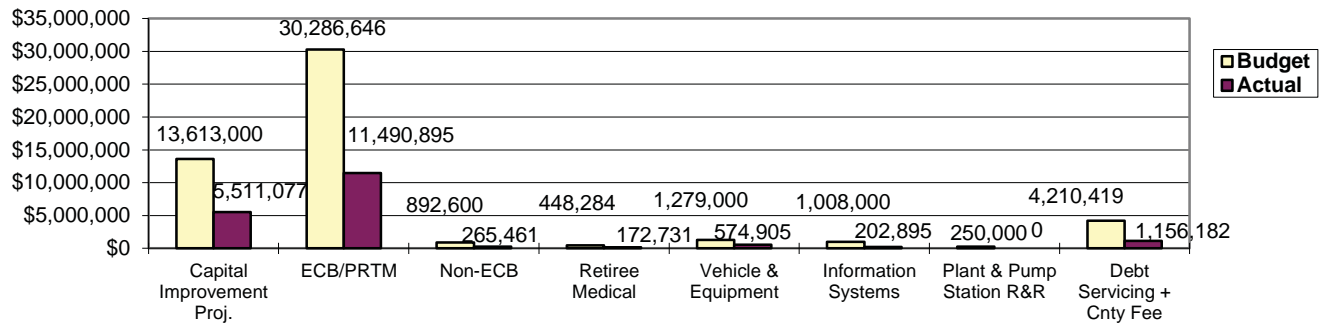 $35,000,000
$30,000,000
$25,000,000
$20,000,000
$15,000,000
$10,000,000
$5,000,000
$0
30,286,646
13,613,000
11,490,895
5,511,077
892,600
265,461
448,284
172,731
1,279,000
574,905
1,008,000
202,895
250,000
0
4,210,419
1,156,182
Capital
Improvement
Proj.
ECB/PRTM
Non-ECB
Retiree
Medical
Vehicle &
Equipment
Information
Systems
Plant & Pump
Station R&R
Debt
Servicing +
Cnty Fee
Budget
Actual